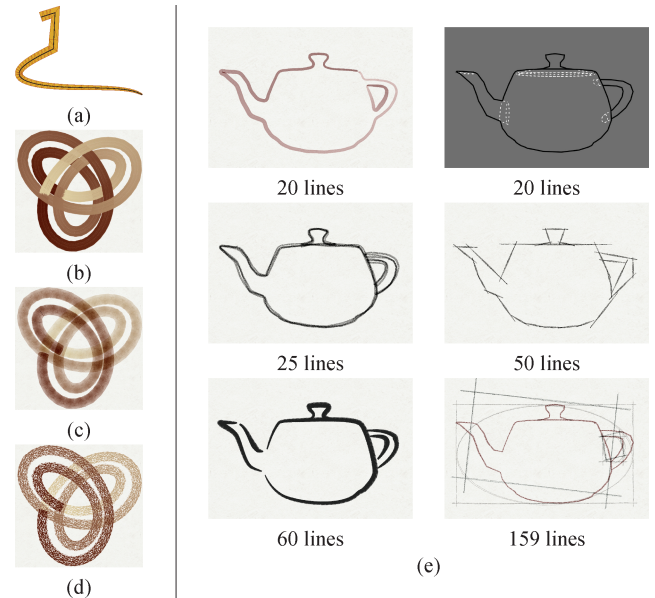 (a)
(b)
(c)
(d)
20 lines
20 lines
25 lines
50 lines
60 lines
159 lines
(e)